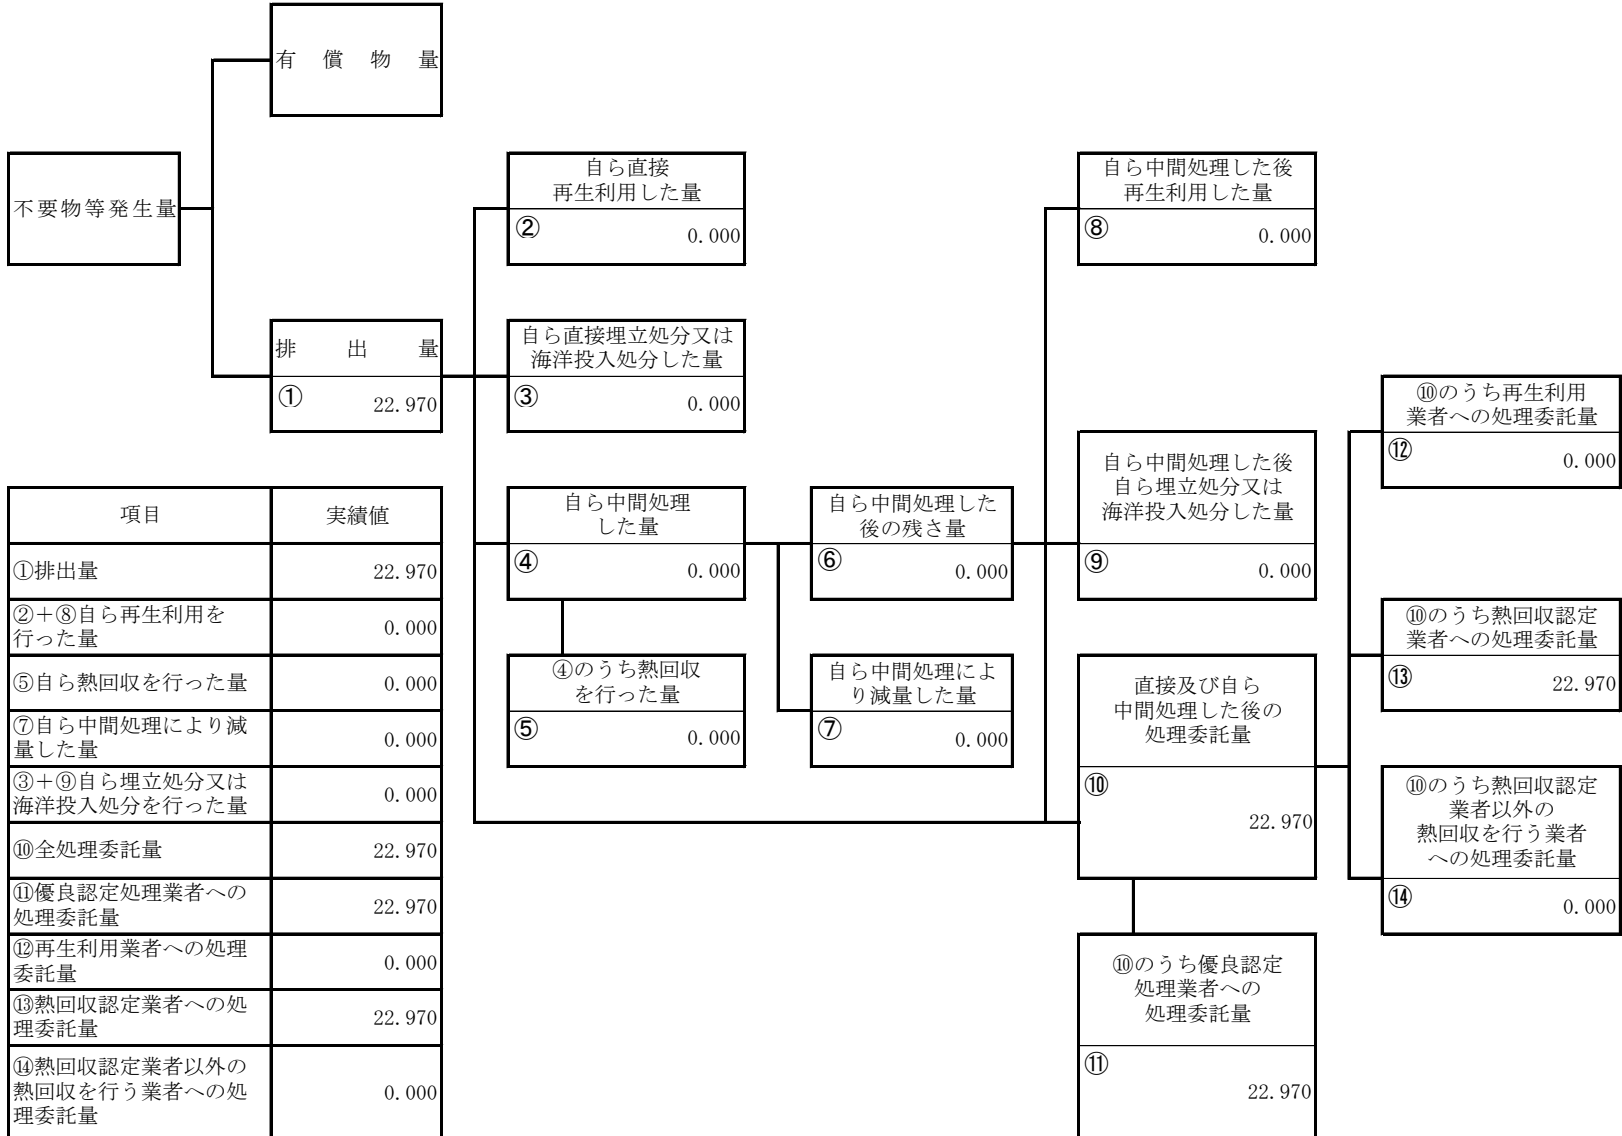 有償物量
不要物等発生量
排出量
① 22.970
自ら直接
再生利用した量
② 0.000
自ら直接埋立処分又は
海洋投入処分した量
③ 0.000
自ら中間処理
した量
④ 0.000
④のうち熱回収
を行った量
⑤ 0.000
自ら中間処理した
後の残さ量
⑥ 0.000
自ら中間処理によ
り減量した量
⑦ 0.000
自ら中間処理した後
再生利用した量
⑧ 0.000
自ら中間処理した後
自ら埋立処分又は
海洋投入処分した量
⑨ 0.000
直接及び自ら
中間処理した後の
処理委託量
⑩
22.970
⑩のうち優良認定
処理業者への
処理委託量
⑪
22.970
⑩のうち再生利用
業者への処理委託量
⑫ 0.000
⑩のうち熱回収認定
業者への処理委託量
⑬ 22.970
⑩のうち熱回収認定
業者以外の
熱回収を行う業者
への処理委託量
⑭ 0.000
項目 実績値
①排出量 22.970
②+⑧自ら再生利用を
行った量 0.000
⑤自ら熱回収を行った量 0.000
⑦自ら中間処理により減
量した量 0.000
③+⑨自ら埋立処分又は
海洋投入処分を行った量 0.000
⑩全処理委託量 22.970
⑪優良認定処理業者への
処理委託量 22.970
⑫再生利用業者への処理
委託量 0.000
⑬熱回収認定業者への処
理委託量 22.970
⑭熱回収認定業者以外の
熱回収を行う業者への処
理委託量 0.000